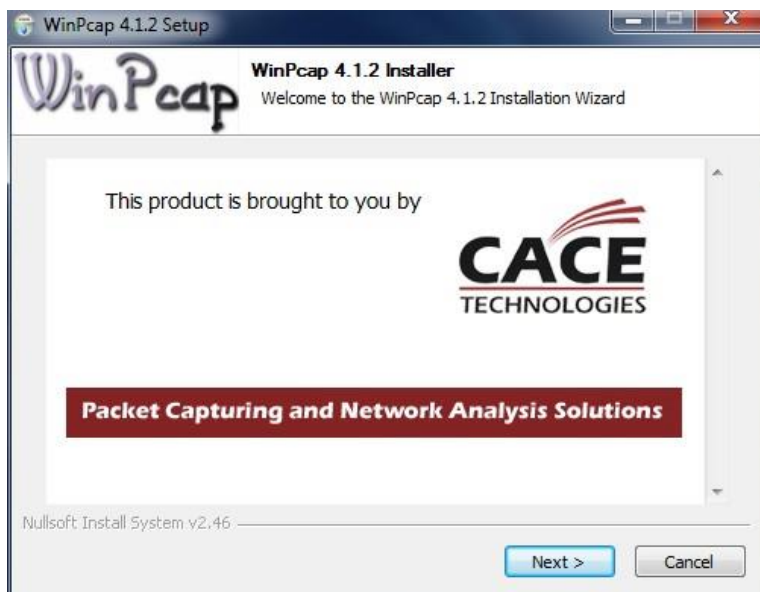 WinPcap 4.1.2 Setup
WinPcap
WinPcap 4.1.2 Installer
Welcome to the WinPcap 4.1.2 Installation Wizard
This product is brought to you by
CACE
TECHNOLOGIES
Packet Capturing and Network Analysis Solutions
Nullsoft Install System v2.46
Next >
Cancel